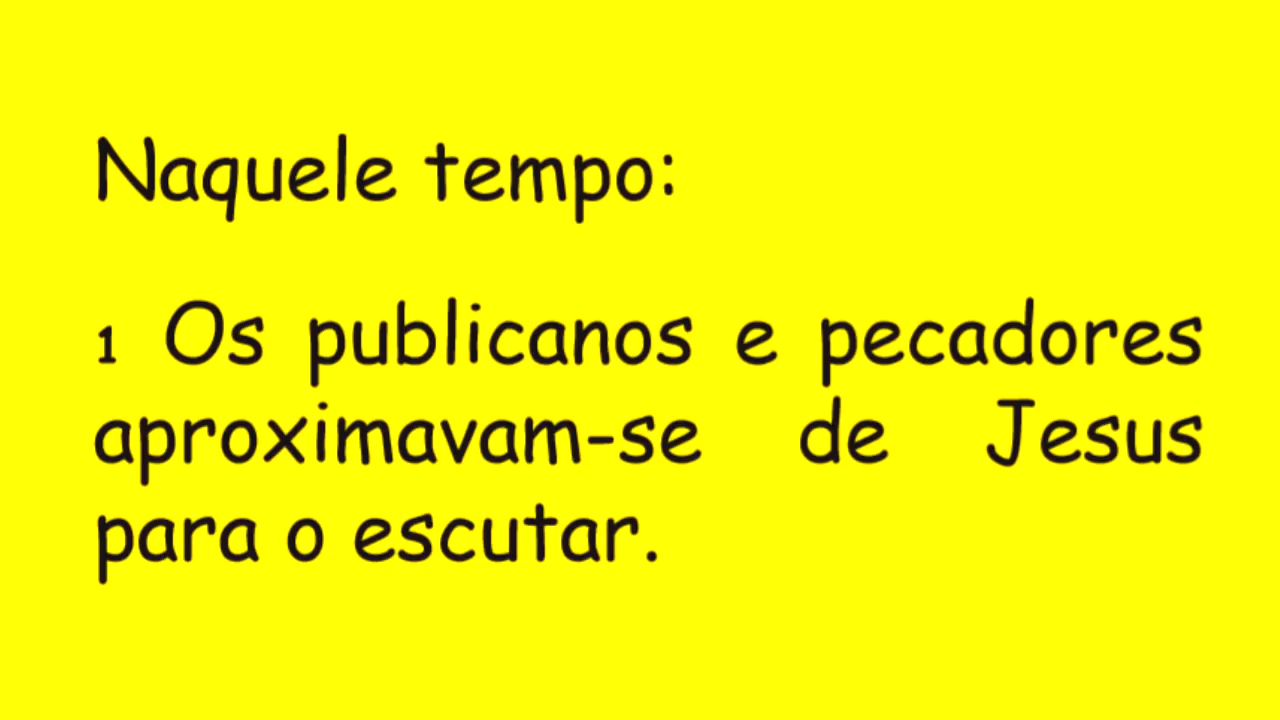 Naquele tempo:
1 Os publicanos e pecadores
aproximavam-se de Jesus
para o escutar.